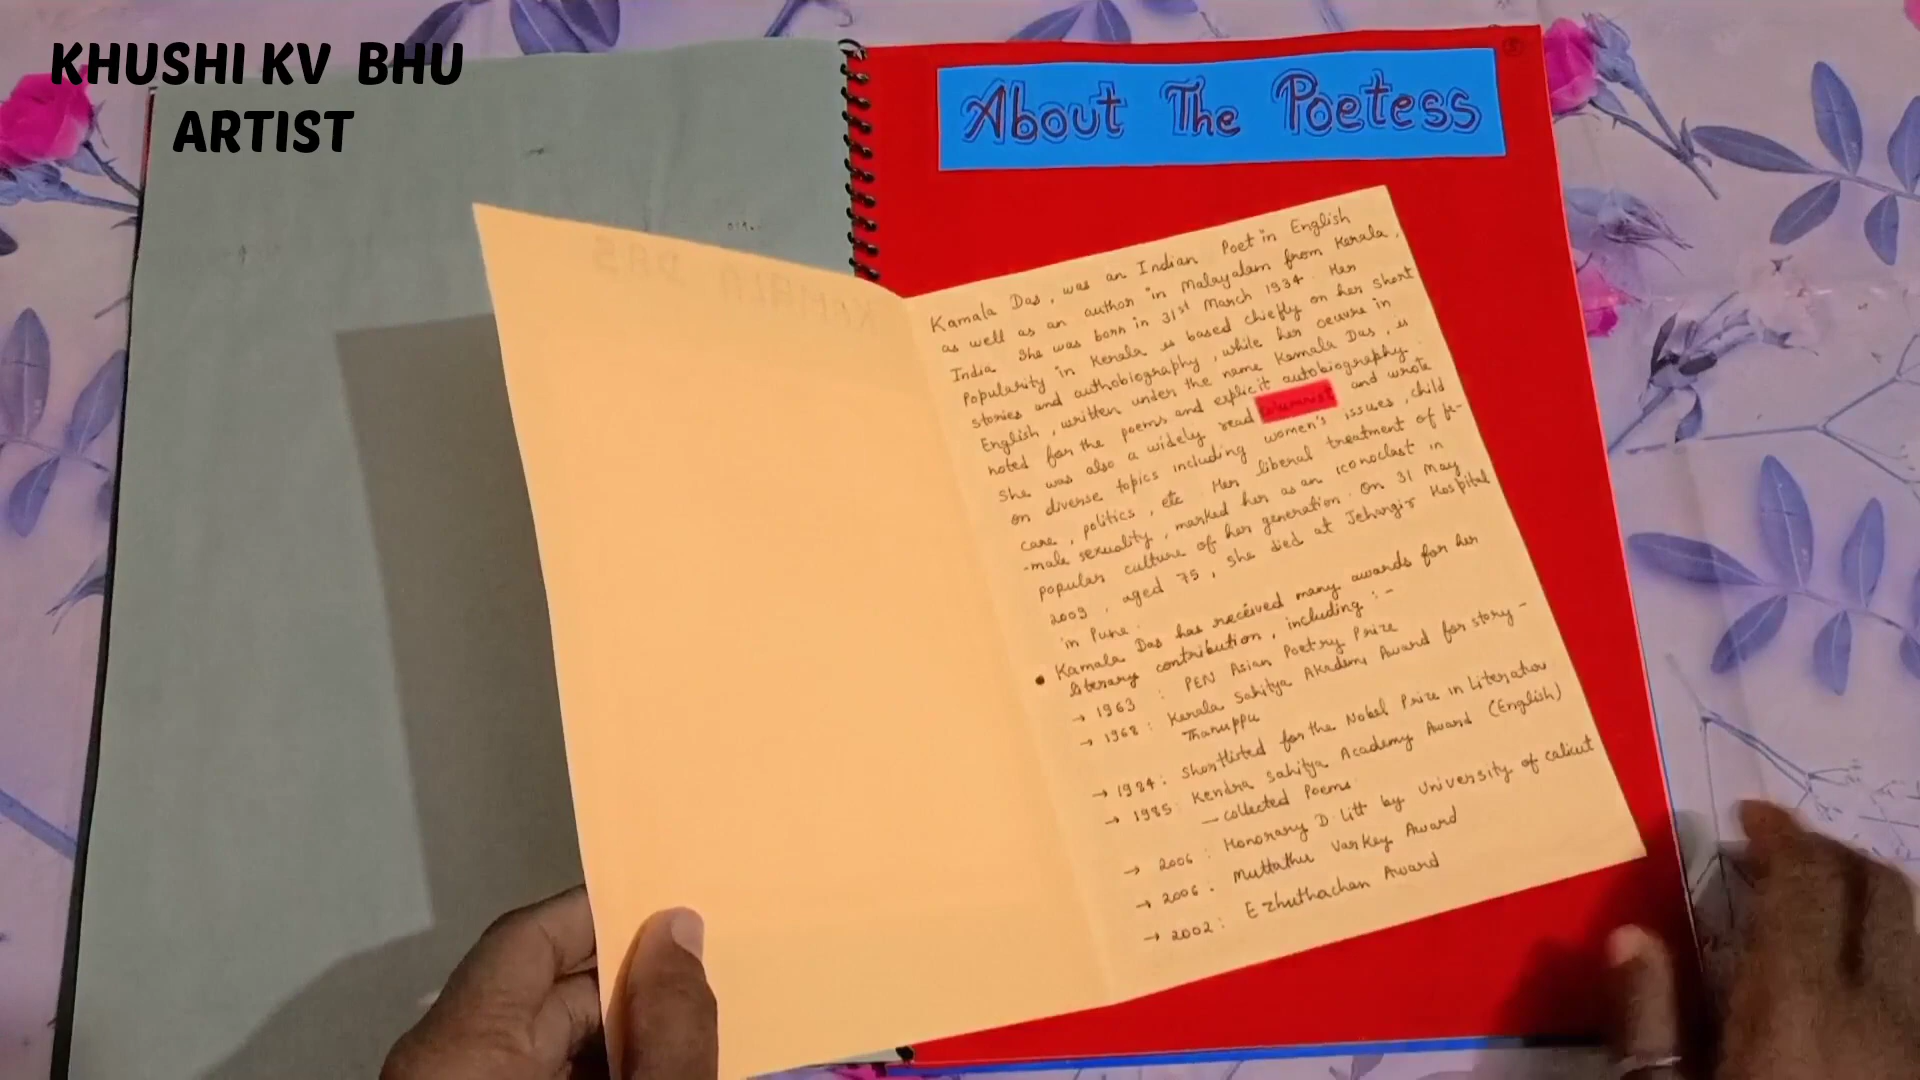 KHUSHI KV BHU
ARTIST
About The Poetess
KAMALA DAS
Kamala Das, was an Indian Poet in English
as well as an author in Malayalam from Kerala,
India She was born in 31st March 1934. Her
Popularity in Kerala is based chiefly on her short
stories and authobiography, while her oeuvre in
English, written under the name Kamala Das, is
noted for the poems and explicit autobiography.
She was also a widely read columnist and wrote
on diverse topics including women's issues, child
care, politics, etc. Her liberal treatment of fe-
-male sexuality, marked her as an iconoclast in
popular culture of her generation. On 31 May
2009, aged 75, she died at Jehangir Hospital
in Pune.
• Kamala Das has received many awards for her
literary contribution, including :-
→ 1963 : PEN Asian Poetry Prize
→ 1968 : Kerala Sahitya Akademi Award for story -
Thanuppu
→ 1984 : Shortlisted for the Nobel Prize in Literature
→ 1985 : Kendra Sahitya Academy Award (English)
→ collected Poems
→ 2006 : Honorary D. Litt by University of calicut
→ 2006 : Muttathu Varkey Award
→ 2002 : Ezhuthachan Award